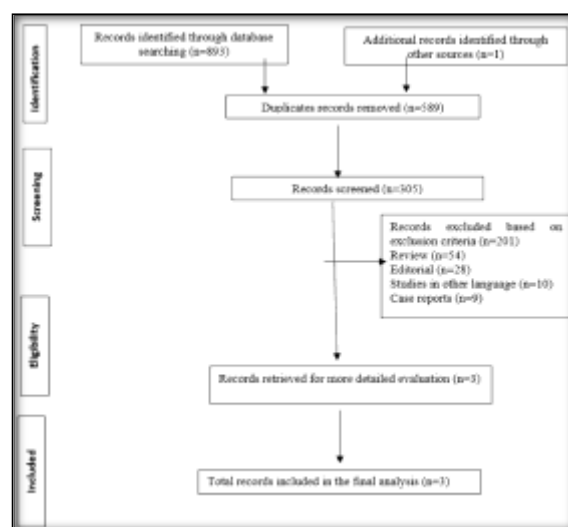 Identification
Records identified through database
searching (n=893)
Additional records identified through
other sources (n=1)
Duplicates records removed (n=589)
Screening
Records screened (n=305)
Records excluded based on
exclusion criteria (n=201)
Review (n=54)
Editorial (n=28)
Studies in other language (n=10)
Case reports (n=9)
Eligibility
Records retrieved for more detailed evaluation (n=3)
Included
Total records included in the final analysis (n=3)